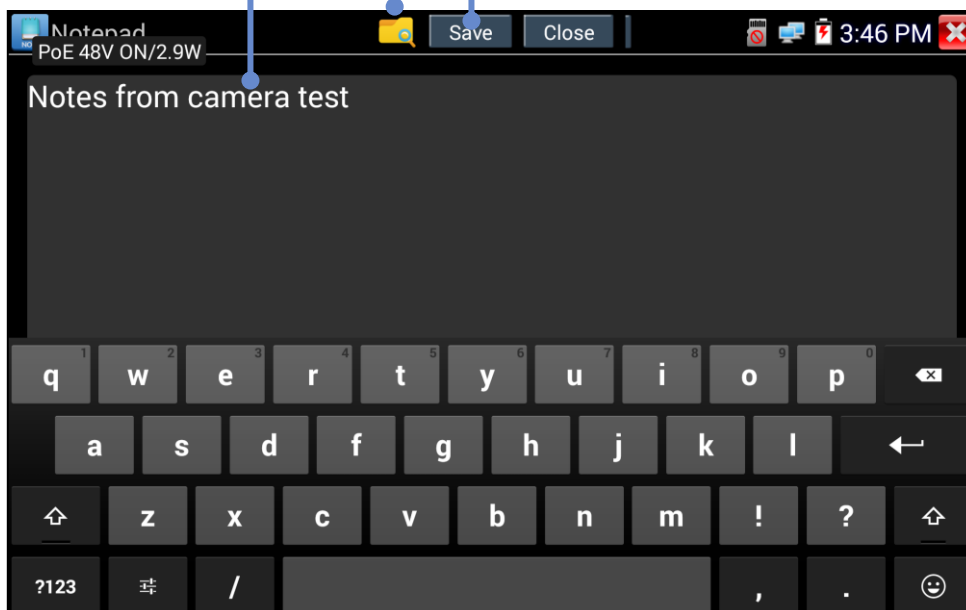 Notepad
Save
Close
3:46 PM
PoE 48V ON/2.9W
Notes from camera test
1 2 3 4 5 6 7 8 9 0
q w e r t y u i o p
a s d f g h j k l
z x c v b n m ! ?
?123 / , .